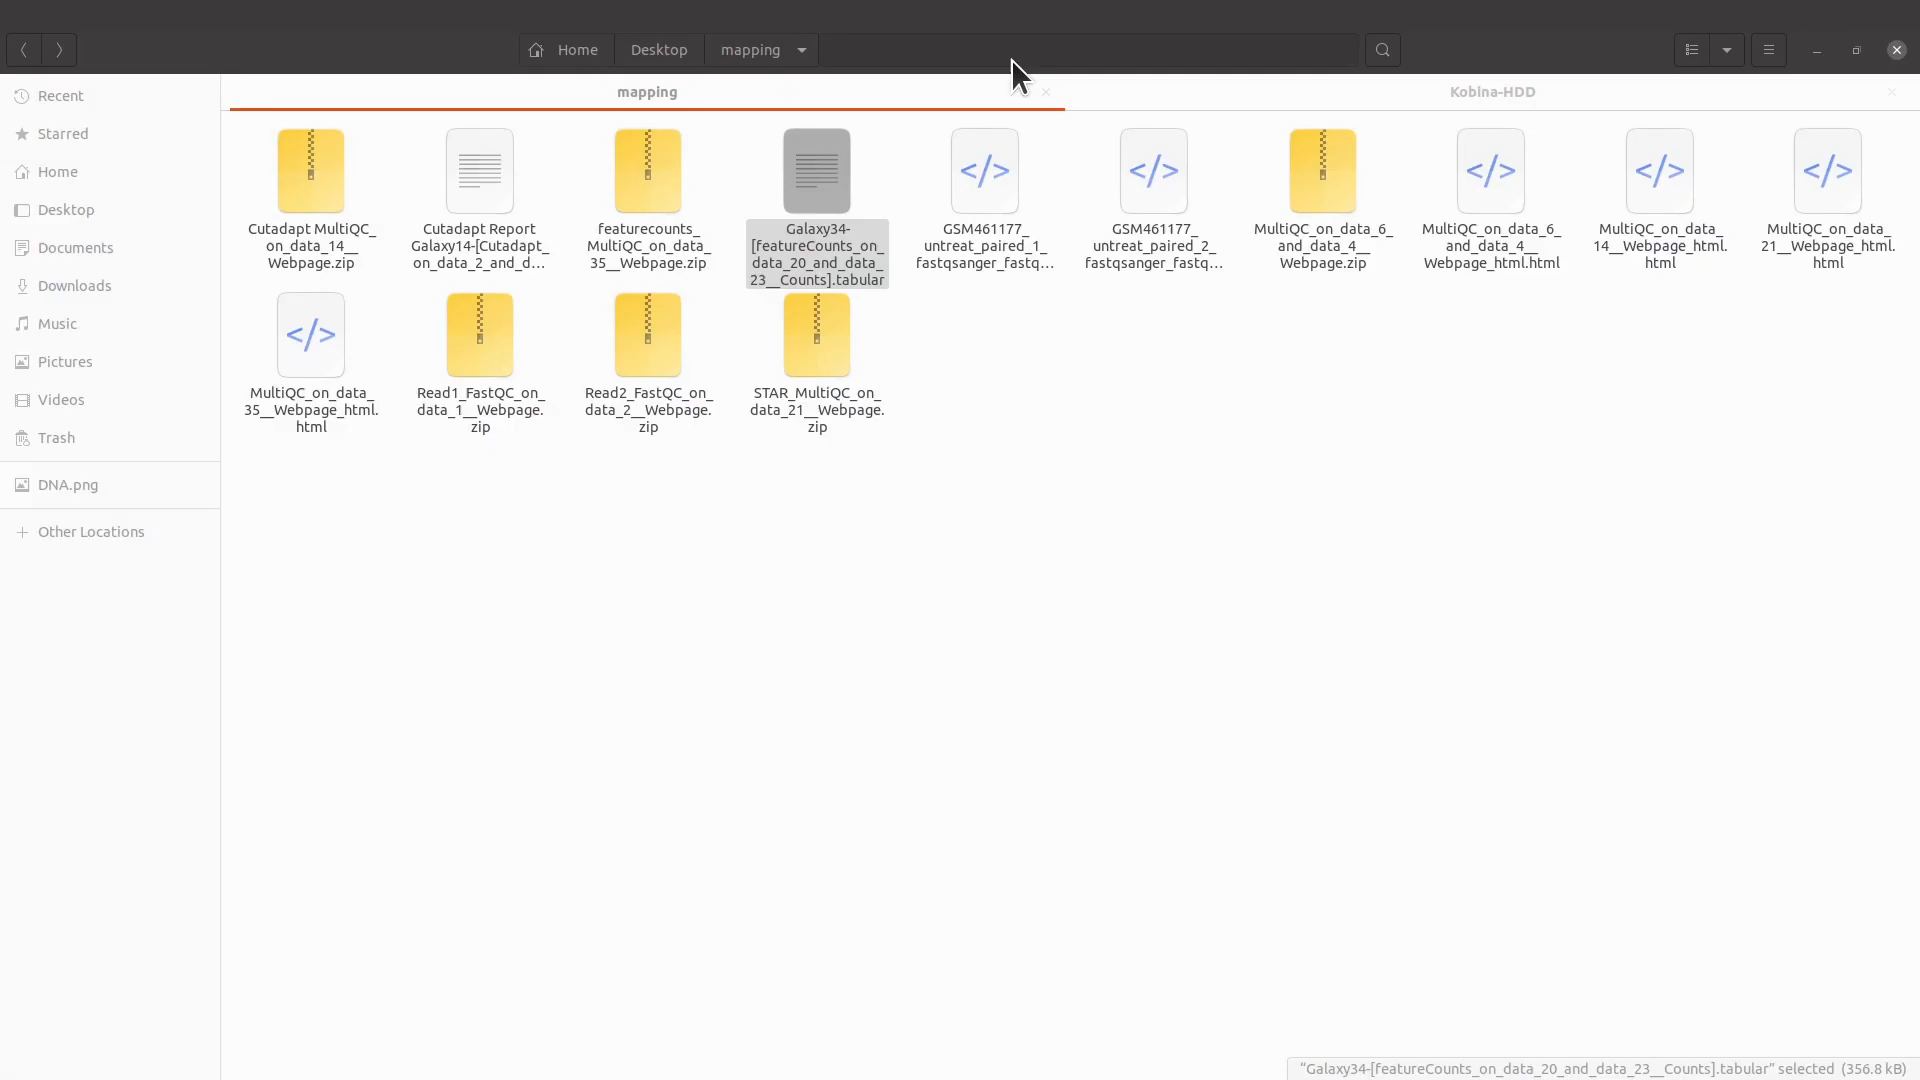 Home
Desktop
mapping
Recent
Starred
Home
Desktop
Documents
Downloads
Music
Pictures
Videos
Trash
DNA.png
Other Locations
mapping
Kobina-HDD
Cutadapt MultiQC_
on_data_14__
Webpage.zip
Cutadapt Report
Galaxy14-[Cutadapt_
on_data_2_and_d...
featurecounts_
MultiQC_on_data_
35__Webpage.zip
Galaxy34-
[featureCounts_on_
data_20_and_data_
23__Counts].tabular
GSM461177_
untreat_paired_1_
fastqsanger_fastq...
GSM461177_
untreat_paired_2_
fastqsanger_fastq...
MultiQC_on_data_6_
and_data_4__
Webpage.zip
MultiQC_on_data_6_
and_data_4__
Webpage_html.html
MultiQC_on_data_
14__Webpage_html.
html
MultiQC_on_data_
21__Webpage_html.
html
MultiQC_on_data_
35__Webpage_html.
html
Read1_FastQC_on_
data_1__Webpage.
zip
Read2_FastQC_on_
data_2__Webpage.
zip
STAR_MultiQC_on_
data_21__Webpage.
zip
“Galaxy34-[featureCounts_on_data_20_and_data_23__Counts].tabular” selected (356.8 kB)